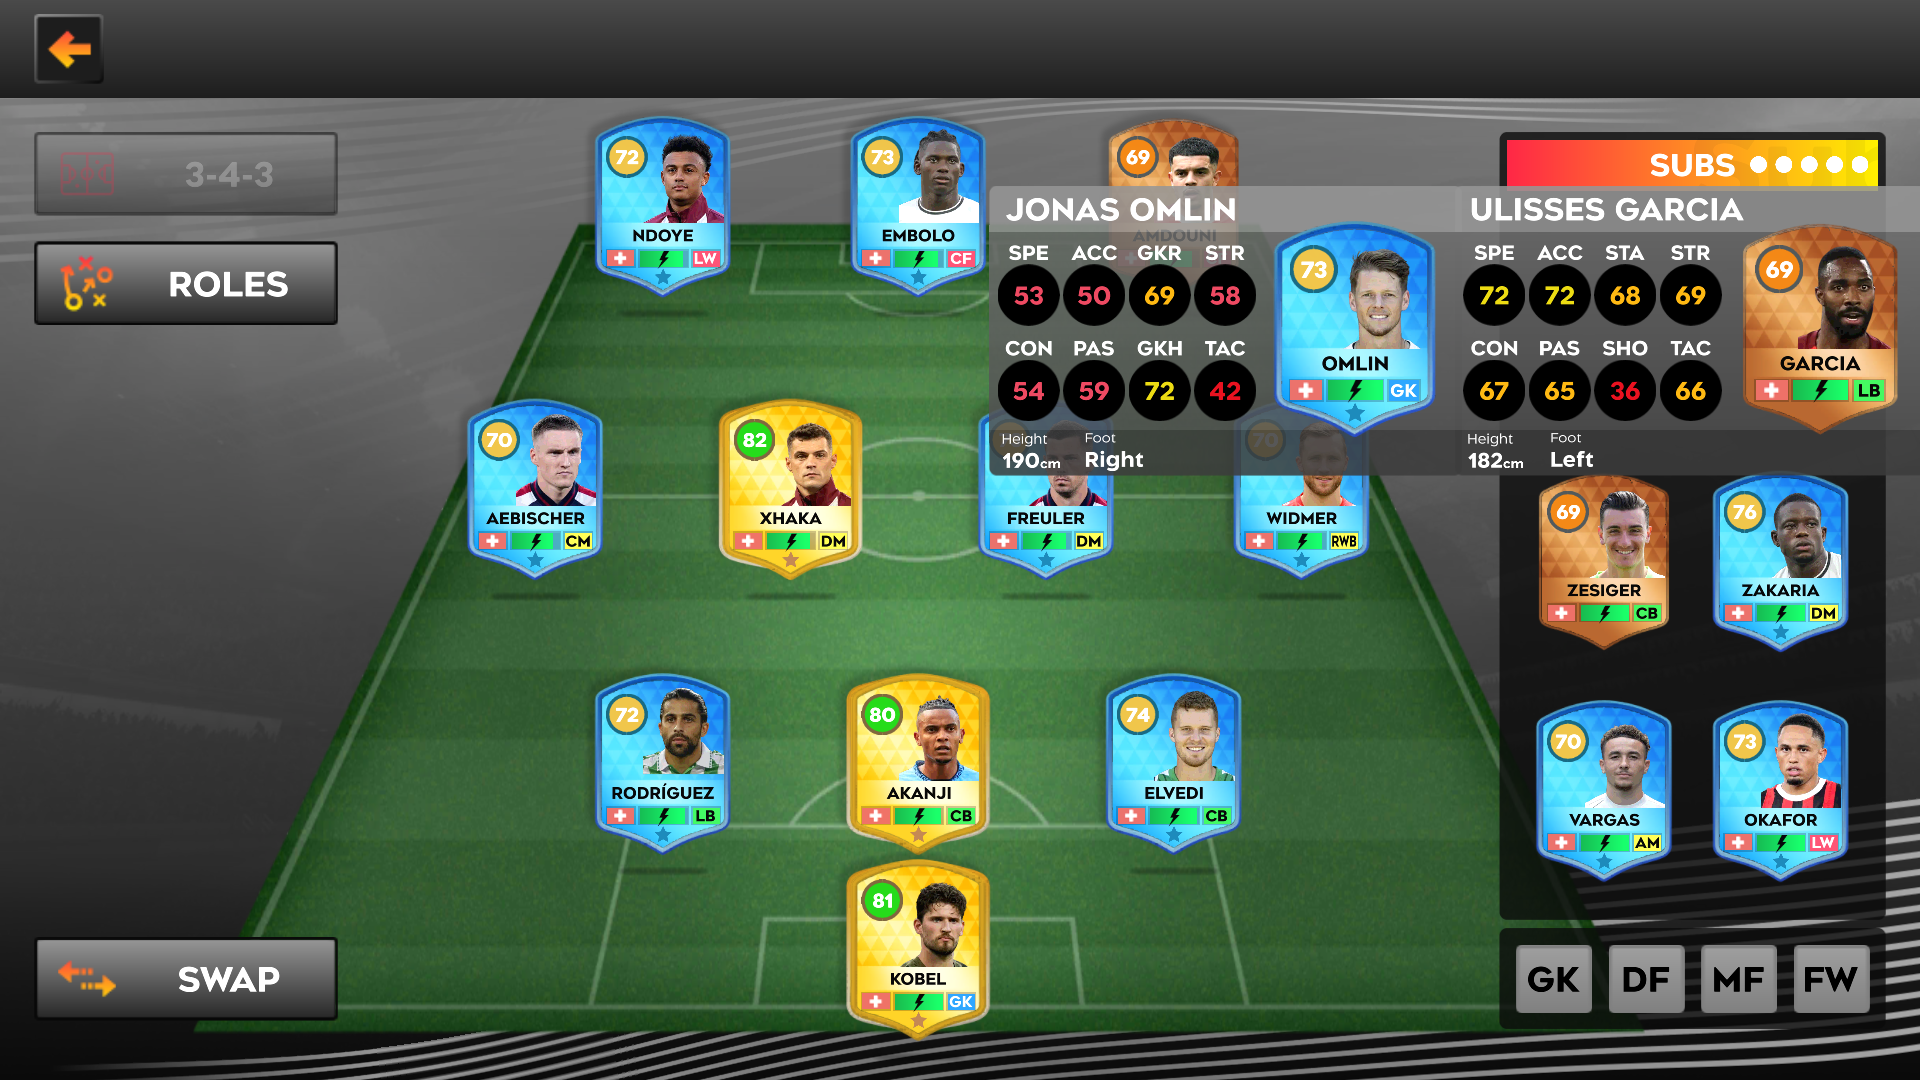 3-4-3
ROLES
SWAP
72
NDOYE
LW
73
EMBOLO
CF
69
AMDOUNI
SUBS
JONAS OMLIN
SPE ACC GKR STR
53 50 69 58
CON PAS GKH TAC
54 59 72 42
Height Foot
190cm Right
73
OMLIN
GK
ULISSES GARCIA
SPE ACC STA STR
72 72 68 69
CON PAS SHO TAC
67 65 36 66
Height Foot
182cm Left
69
GARCIA
LB
70
AEBISCHER
CM
82
XHAKA
DM
FREULER
DM
70
WIDMER
RWB
69
ZESIGER
CB
76
ZAKARIA
DM
72
RODRÍGUEZ
LB
80
AKANJI
CB
74
ELVEDI
CB
70
VARGAS
AM
73
OKAFOR
LW
81
KOBEL
GK
GK DF MF FW